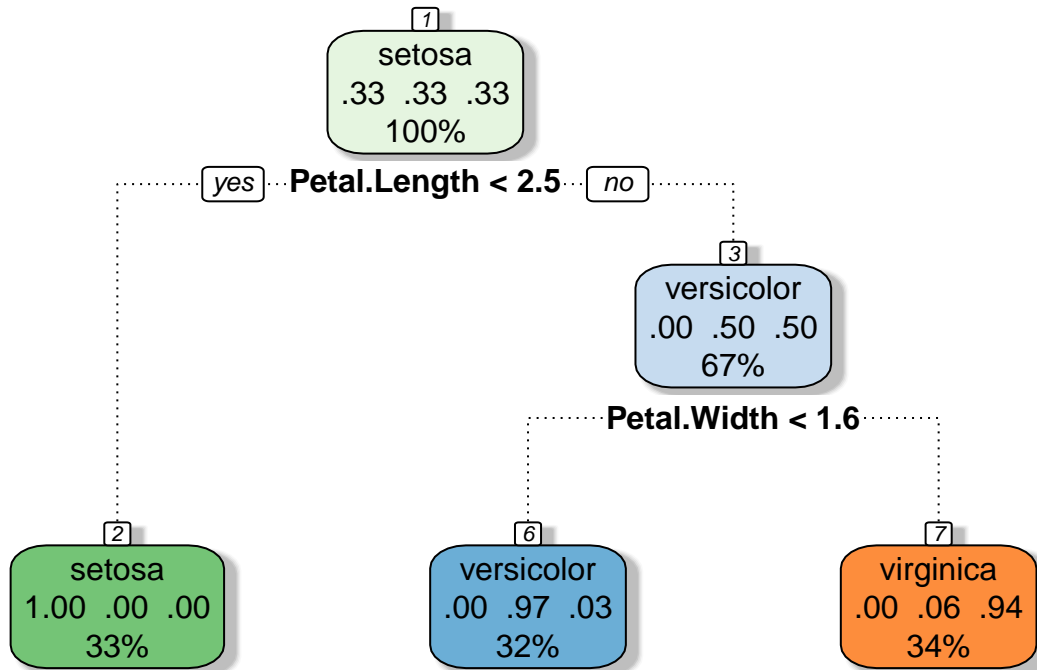 1
setosa
.33 .33 .33
100%
yes Petal.Length < 2.5 no
3
versicolor
.00 .50 .50
67%
Petal.Width < 1.6
2
setosa
1.00 .00 .00
33%
6
versicolor
.00 .97 .03
32%
7
virginica
.00 .06 .94
34%